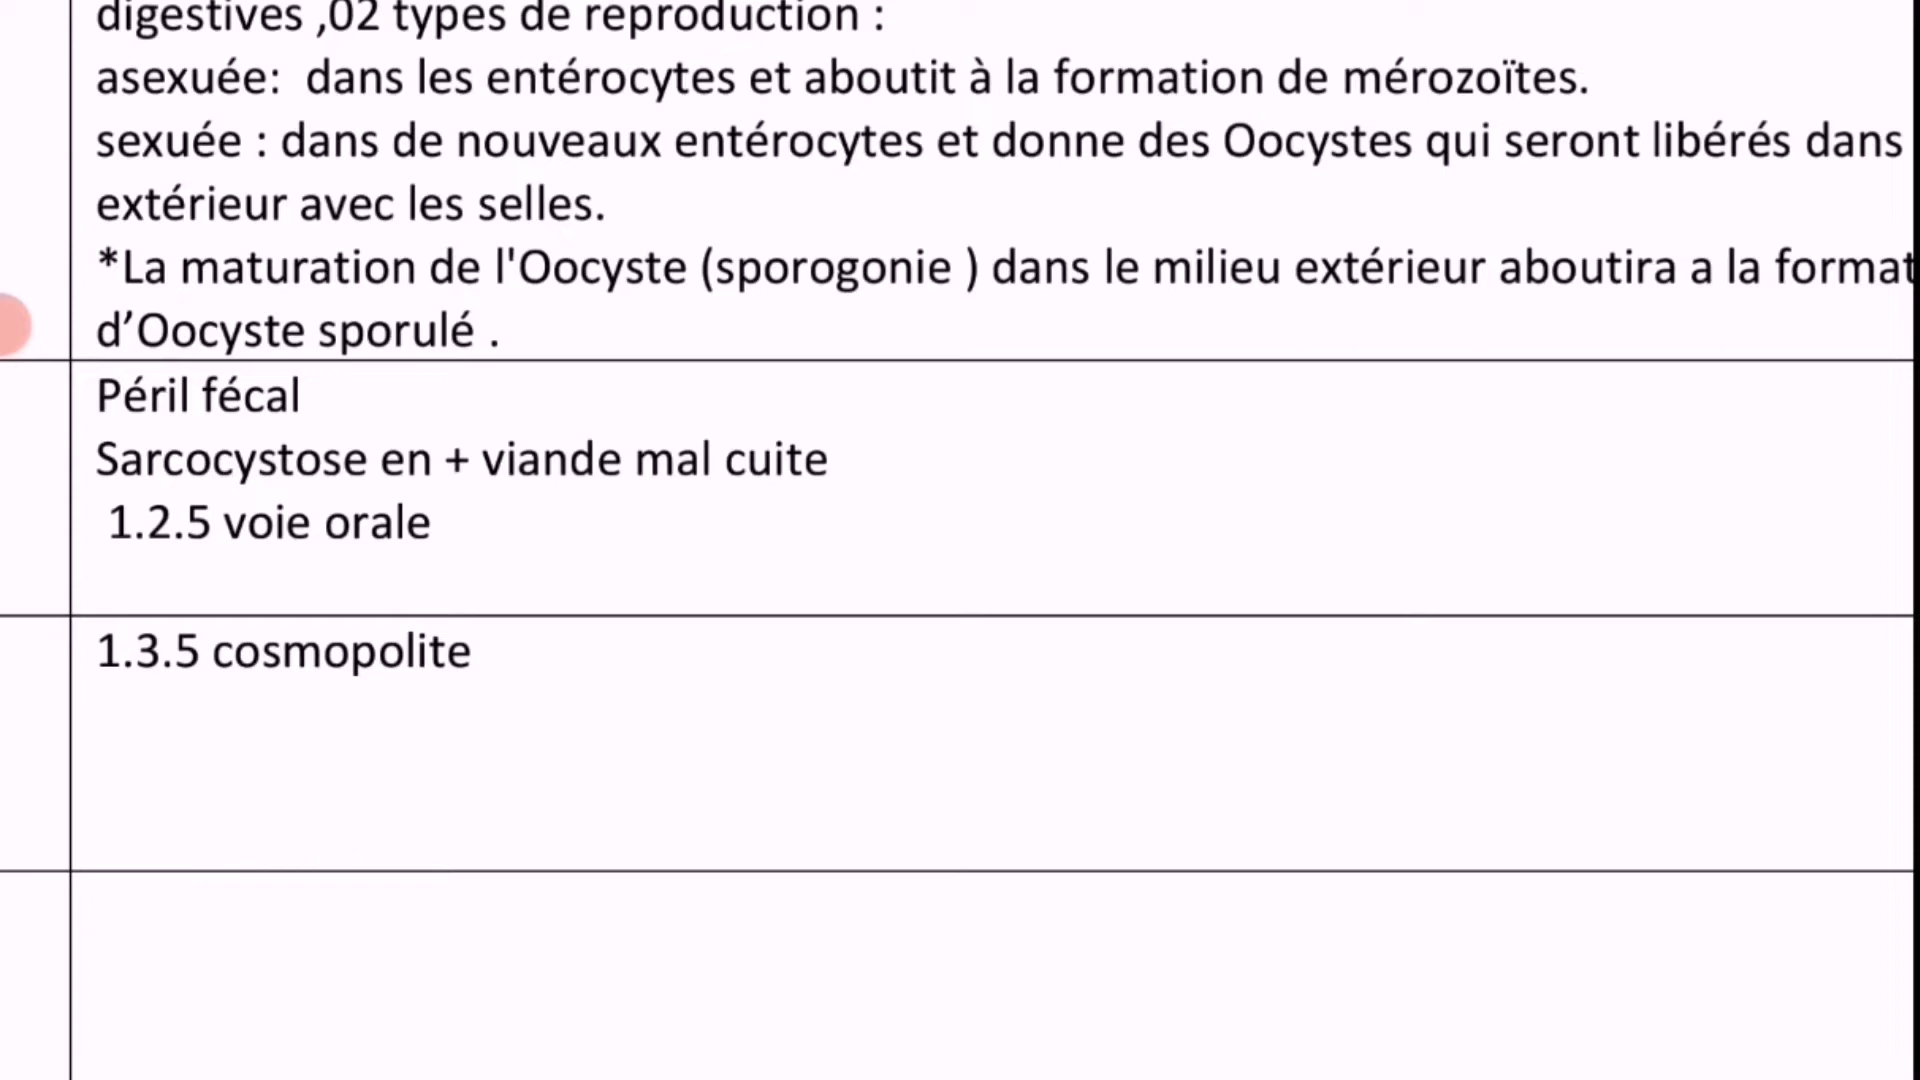 digestives ,02 types de reproduction :
asexuée:  dans les entérocytes et aboutit à la formation de mérozoïtes.
sexuée : dans de nouveaux entérocytes et donne des Oocystes qui seront libérés dans
extérieur avec les selles.
*La maturation de l'Oocyste (sporogonie ) dans le milieu extérieur aboutira a la format
d’Oocyste sporulé .
Péril fécal
Sarcocystose en + viande mal cuite
1.2.5 voie orale
1.3.5 cosmopolite